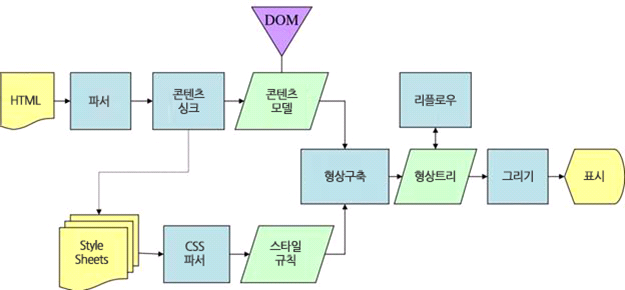 DOM
HTML
파서
콘텐츠
싱크
콘텐츠
모델
리플로우
형상구축
형상트리
그리기
표시
Style
Sheets
CSS
파서
스타일
규칙